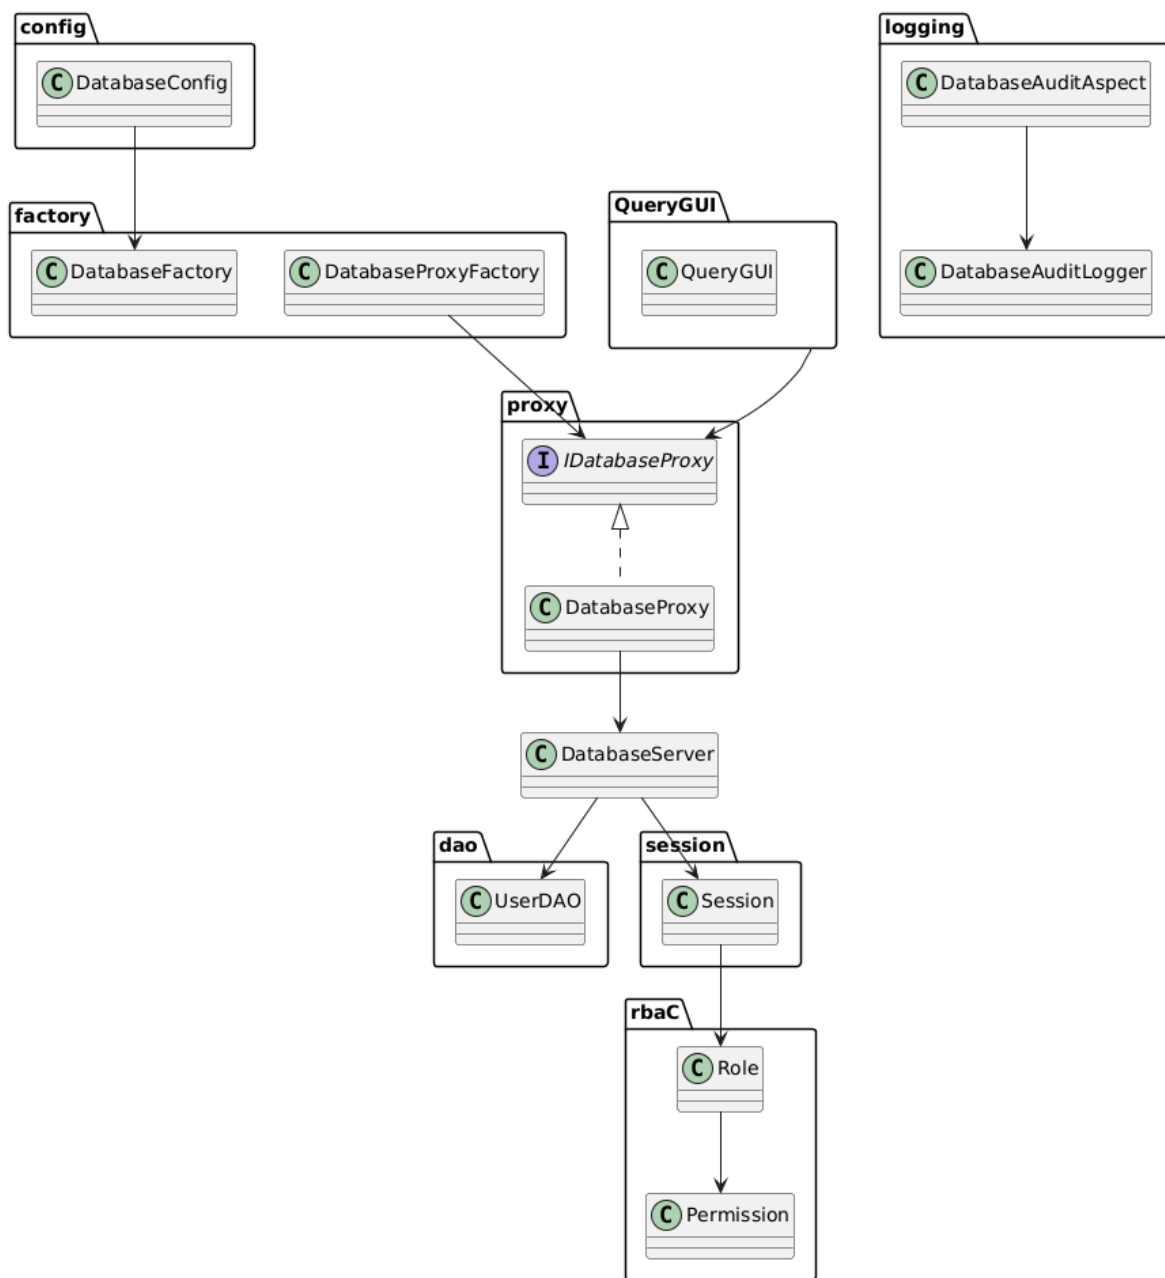 config
C DatabaseConfig
logging
C DatabaseAuditAspect
factory
C DatabaseFactory
C DatabaseProxyFactory
QueryGUI
C QueryGUI
C DatabaseAuditLogger
proxy
I IDatabaseProxy
C DatabaseProxy
C DatabaseServer
dao
C UserDAO
session
C Session
rbaC
C Role
C Permission